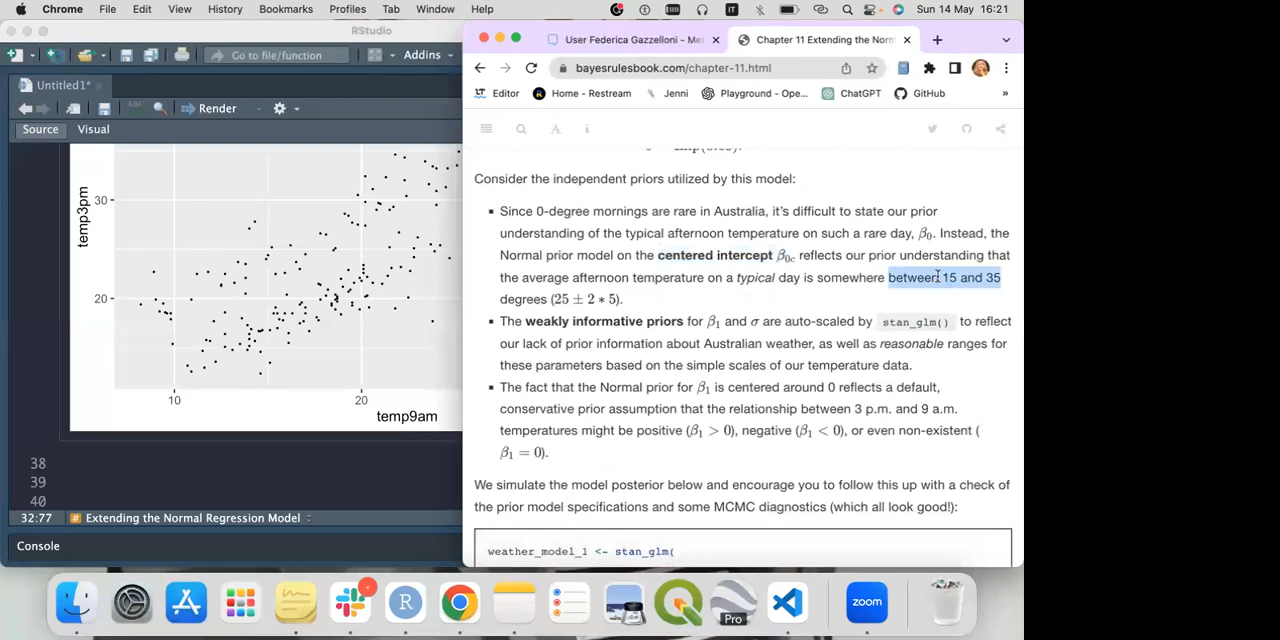 Chrome File Edit View History Bookmarks Profiles Tab Window Help IT Sun 14 May 16:21
RStudio
Go to file/function Addins
Untitled1*
Render
Source Visual
temp3pm
30
20
10 20
temp9am
38
39
40
32:77 # Extending the Normal Regression Model
Console
User Federica Gazzelloni - Me
Chapter 11 Extending the Norm
bayesrulesbook.com/chapter-11.html
Editor Home - Restream Jenni Playground - Ope... ChatGPT GitHub »
Consider the independent priors utilized by this model:
Since 0-degree mornings are rare in Australia, it's difficult to state our prior
understanding of the typical afternoon temperature on such a rare day, β0. Instead, the
Normal prior model on the centered intercept β0c reflects our prior understanding that
the average afternoon temperature on a typical day is somewhere between 15 and 35
degrees (25 ± 2 * 5).
The weakly informative priors for β1 and σ are auto-scaled by stan_glm() to reflect
our lack of prior information about Australian weather, as well as reasonable ranges for
these parameters based on the simple scales of our temperature data.
The fact that the Normal prior for β1 is centered around 0 reflects a default,
conservative prior assumption that the relationship between 3 p.m. and 9 a.m.
temperatures might be positive (β1 > 0), negative (β1 < 0), or even non-existent (
β1 = 0).
We simulate the model posterior below and encourage you to follow this up with a check of
the prior model specifications and some MCMC diagnostics (which all look good!):
weather_model_1 <- stan_glm(
Pro
zoom